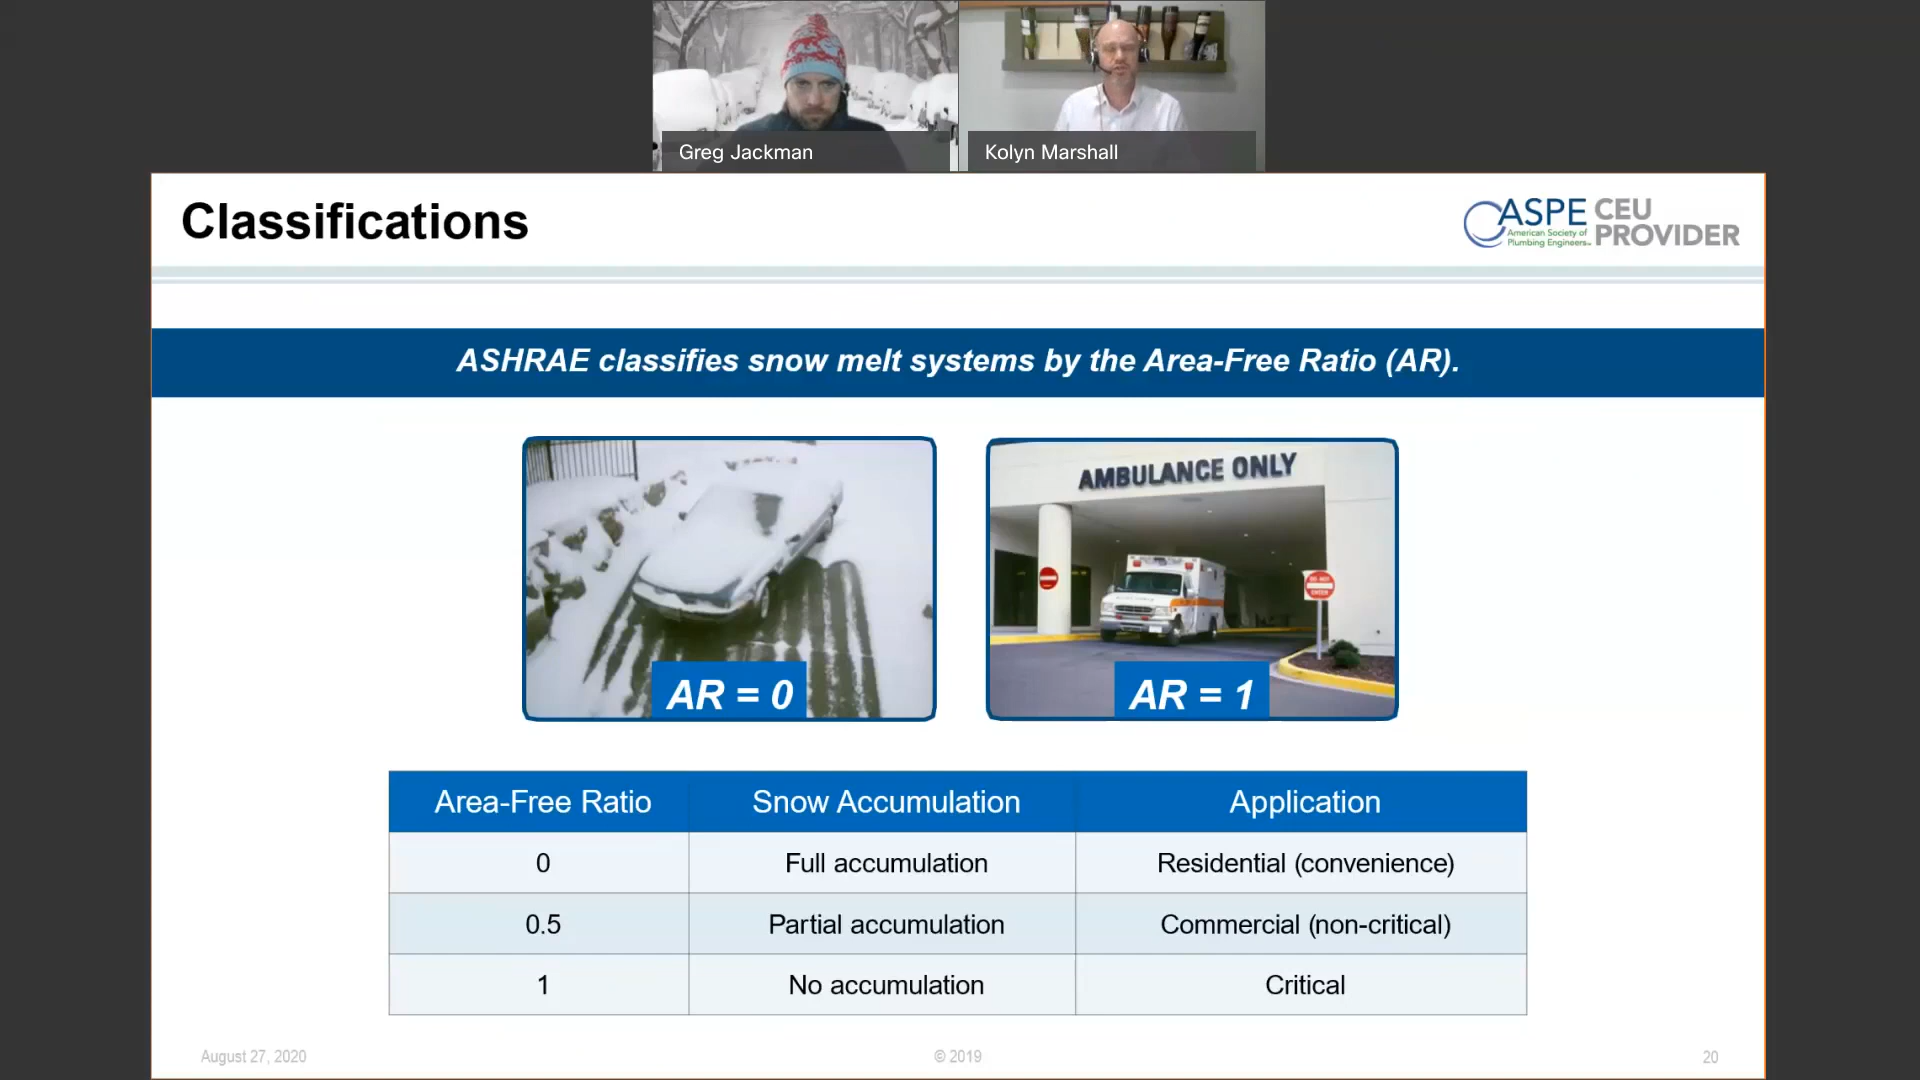 Greg Jackman
Kolyn Marshall
Classifications
ASPE CEU
American Society of
Plumbing Engineers
PROVIDER
ASHRAE classifies snow melt systems by the Area-Free Ratio (AR).
AMBULANCE ONLY
AR = 0
AR = 1
Area-Free Ratio Snow Accumulation Application
0 Full accumulation Residential (convenience)
0.5 Partial accumulation Commercial (non-critical)
1 No accumulation Critical
August 27, 2020 © 2019 20